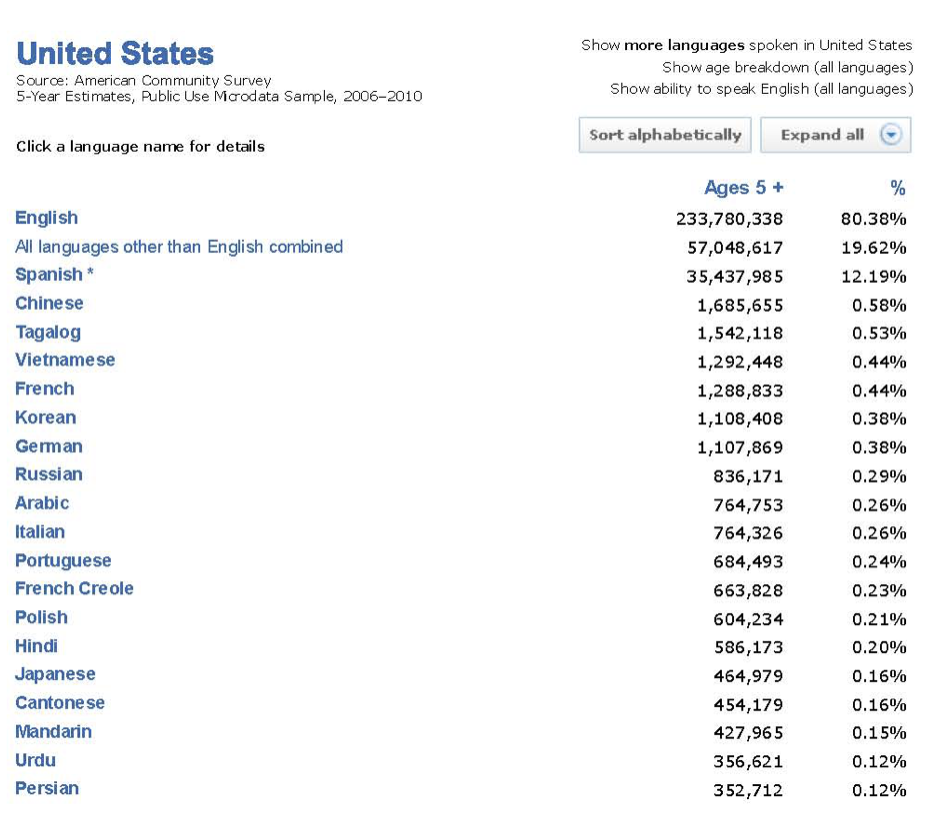 United States
Source: American Community Survey
5-Year Estimates, Public Use Microdata Sample, 2006–2010
Show more languages spoken in United States
Show age breakdown (all languages)
Show ability to speak English (all languages)
Click a language name for details
Sort alphabetically Expand all
Ages 5 + %
English 233,780,338 80.38%
All languages other than English combined 57,048,617 19.62%
Spanish * 35,437,985 12.19%
Chinese 1,685,655 0.58%
Tagalog 1,542,118 0.53%
Vietnamese 1,292,448 0.44%
French 1,288,833 0.44%
Korean 1,108,408 0.38%
German 1,107,869 0.38%
Russian 836,171 0.29%
Arabic 764,753 0.26%
Italian 764,326 0.26%
Portuguese 684,493 0.24%
French Creole 663,828 0.23%
Polish 604,234 0.21%
Hindi 586,173 0.20%
Japanese 464,979 0.16%
Cantonese 454,179 0.16%
Mandarin 427,965 0.15%
Urdu 356,621 0.12%
Persian 352,712 0.12%